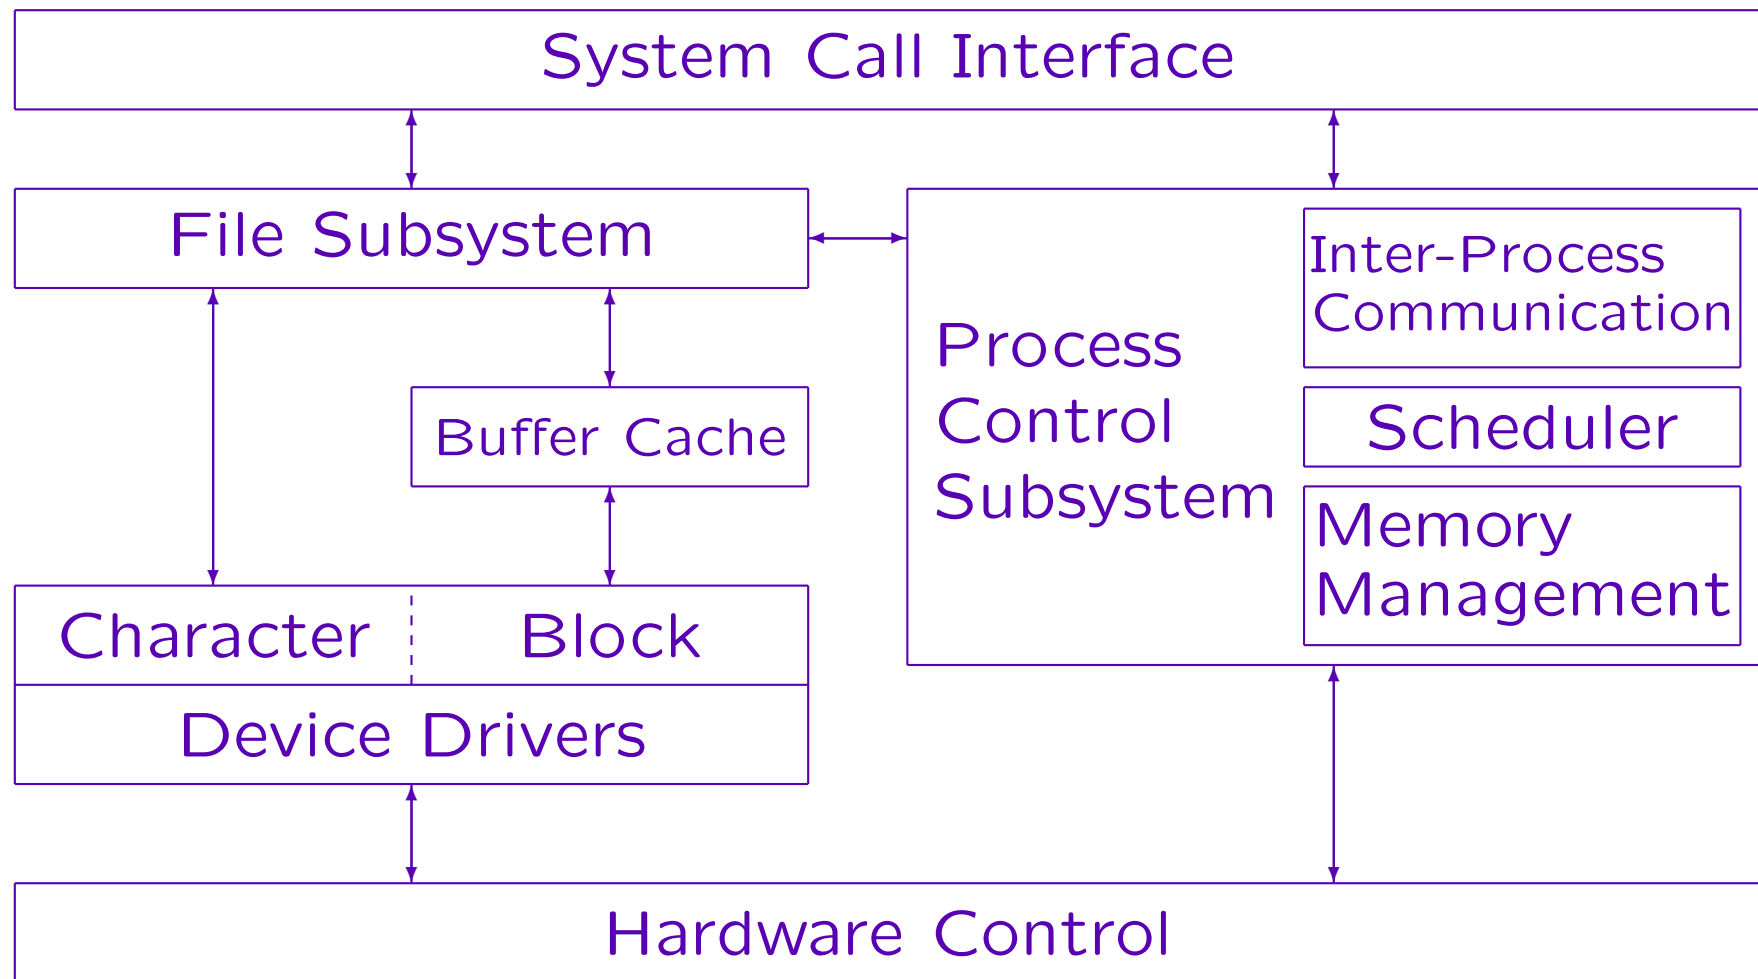 System Call Interface
File Subsystem
Buffer Cache
Character
Block
Device Drivers
Process
Control
Subsystem
Inter-Process
Communication
Scheduler
Memory
Management
Hardware Control